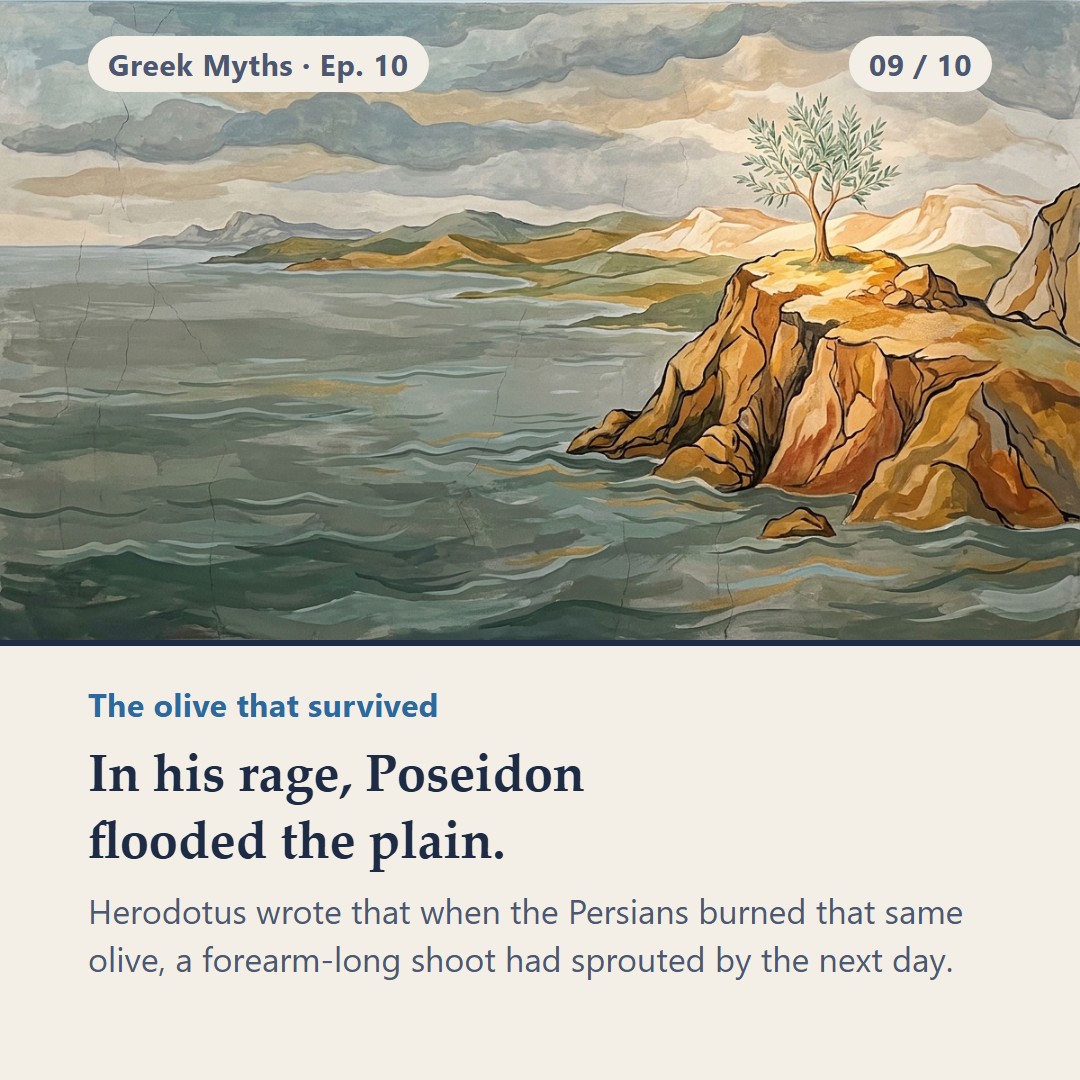 Greek Myths · Ep. 10
09 / 10
The olive that survived
In his rage, Poseidon
flooded the plain.
Herodotus wrote that when the Persians burned that same
olive, a forearm-long shoot had sprouted by the next day.